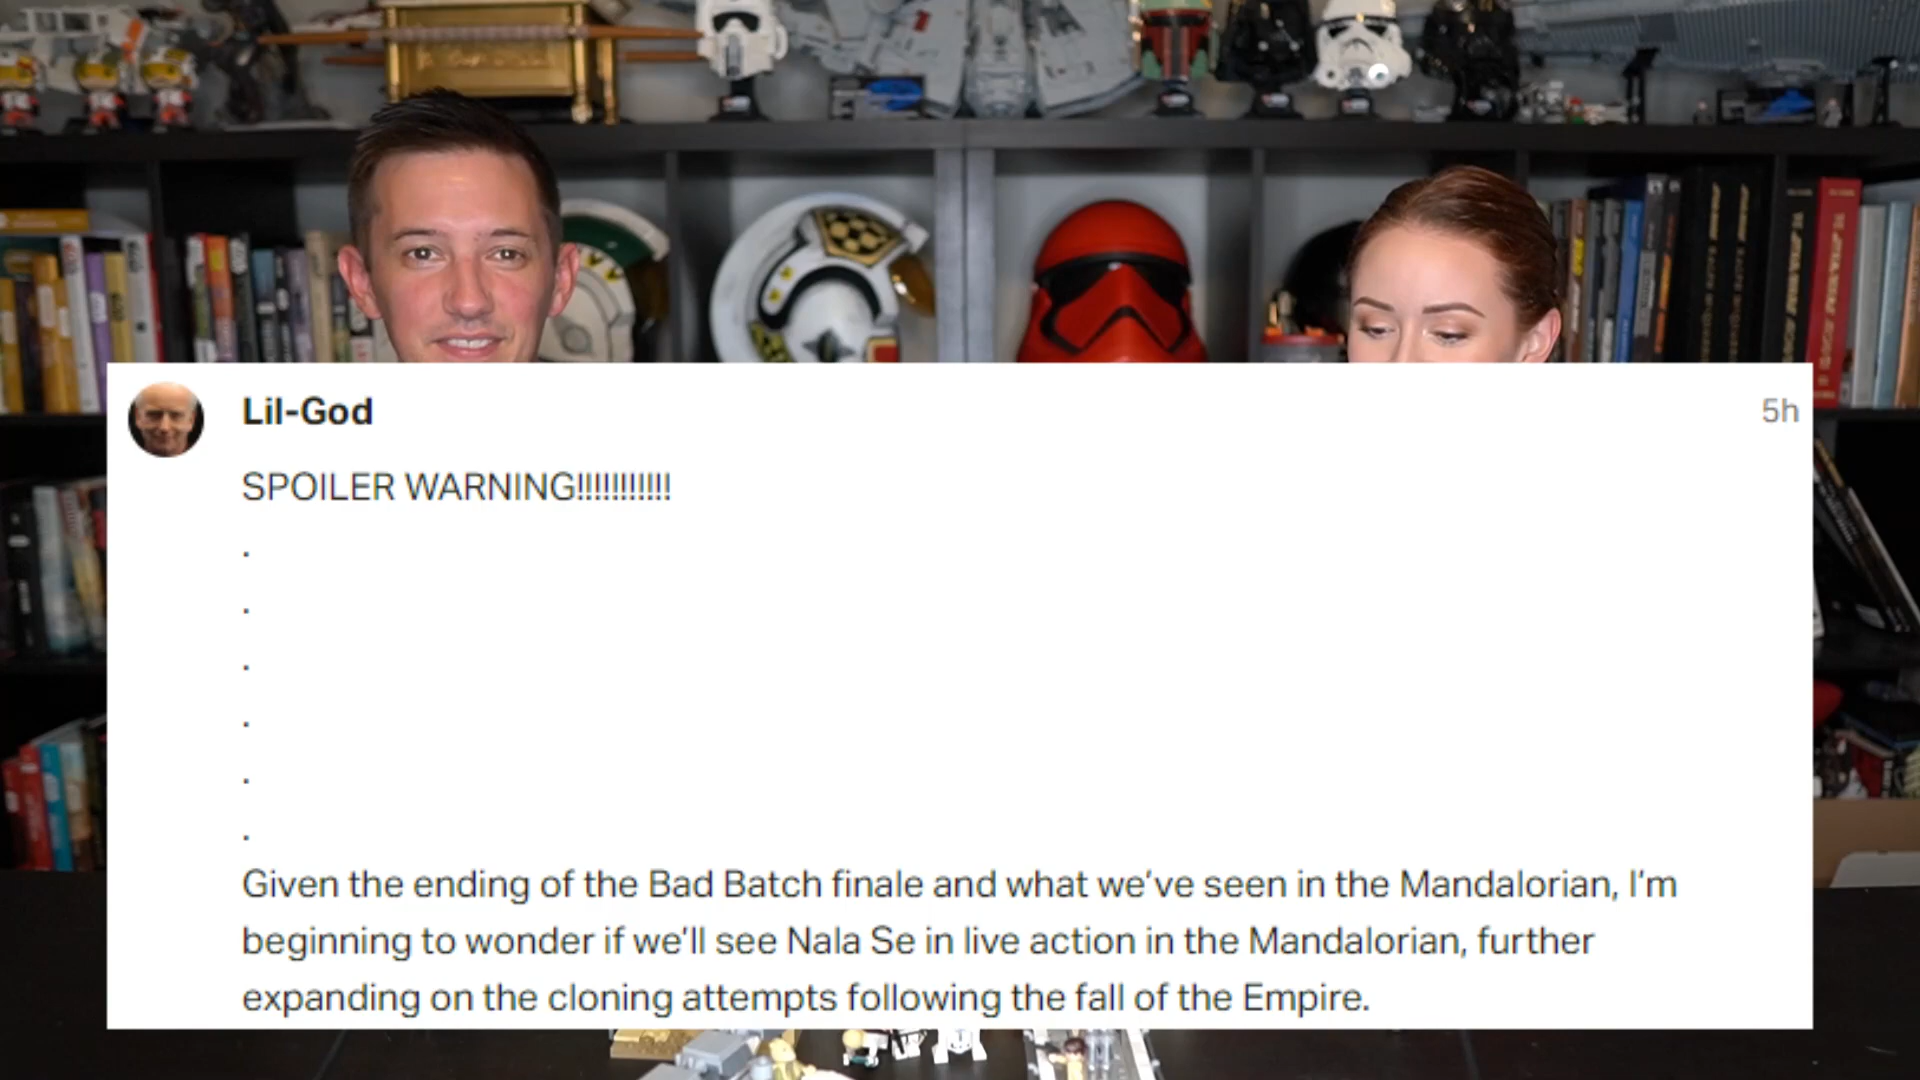 Lil-God
5h
SPOILER WARNING!!!!!!!!!!!
.
.
.
.
.
.
Given the ending of the Bad Batch finale and what we've seen in the Mandalorian, I'm
beginning to wonder if we'll see Nala Se in live action in the Mandalorian, further
expanding on the cloning attempts following the fall of the Empire.